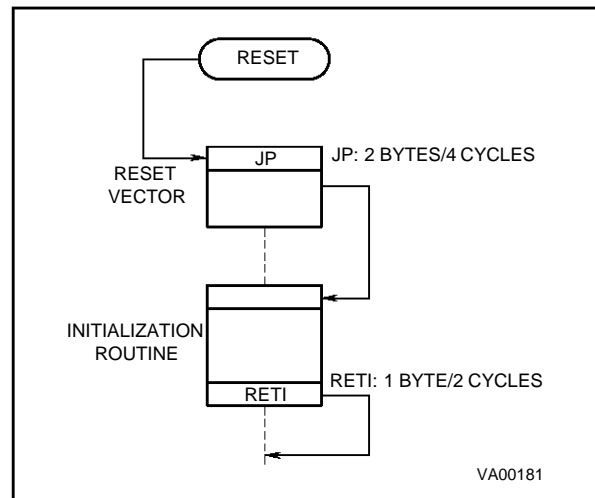 RESET
JP
JP: 2 BYTES/4 CYCLES
RESET
VECTOR
INITIALIZATION
ROUTINE
RETI: 1 BYTE/2 CYCLES
RETI
VA00181